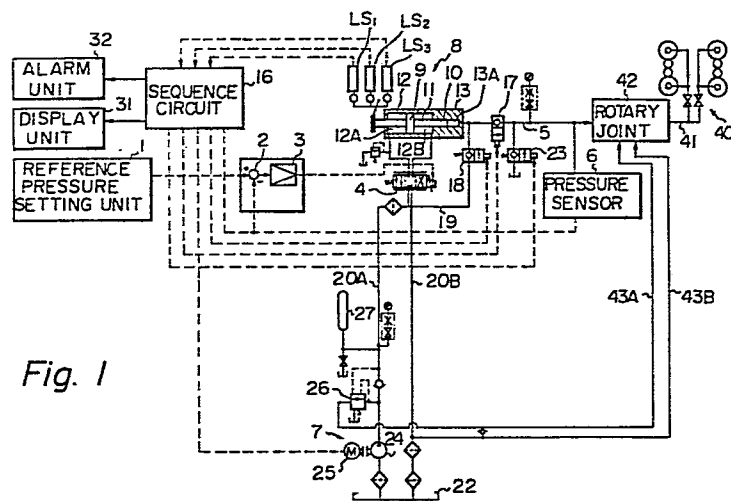 LS1
LS2
LS3
8
32
ALARM UNIT
16
SEQUENCE CIRCUIT
31
DISPLAY UNIT
1
REFERENCE PRESSURE SETTING UNIT
2
3
12
9
11
10
13
13A
17
12A
12B
4
18
19
5
23
6
PRESSURE SENSOR
42
ROTARY JOINT
41
40
20A
20B
43A
43B
27
26
7
24
25
M
22
Fig. 1